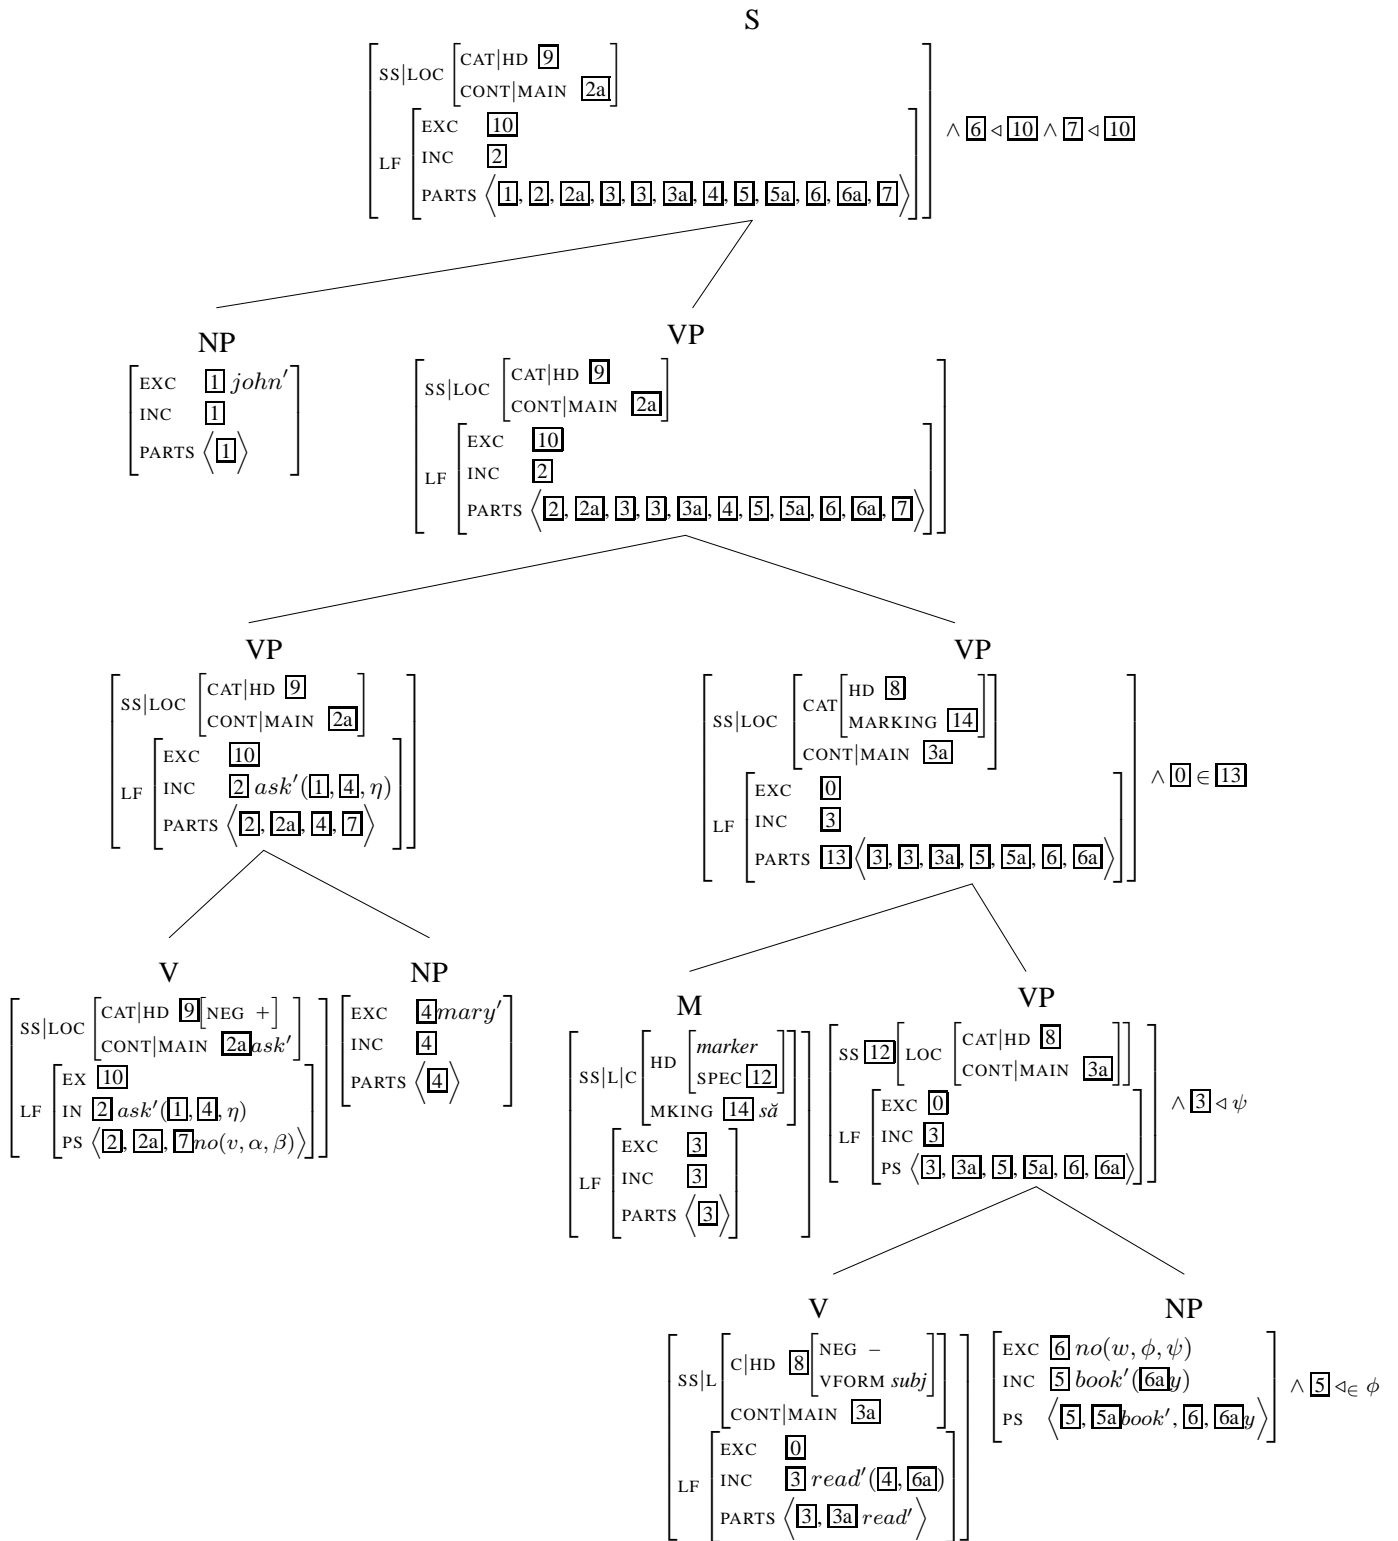 S
SS|LOC [CAT|HD 9
CONT|MAIN 2a]
LF [EXC 10
INC 2
PARTS ⟨1, 2, 2a, 3, 3, 3a, 4, 5, 5a, 6, 6a, 7⟩]
∧ 6 ◁ 10 ∧ 7 ◁ 10
NP
EXC 1 john′
INC 1
PARTS ⟨1⟩
VP
SS|LOC [CAT|HD 9
CONT|MAIN 2a]
LF [EXC 10
INC 2
PARTS ⟨2, 2a, 3, 3, 3a, 4, 5, 5a, 6, 6a, 7⟩]
VP
SS|LOC [CAT|HD 9
CONT|MAIN 2a]
LF [EXC 10
INC 2 ask′(1, 4, η)
PARTS ⟨2, 2a, 4, 7⟩]
VP
SS|LOC [CAT [HD 8
MARKING 14]
CONT|MAIN 3a]
LF [EXC 0
INC 3
PARTS 13 ⟨3, 3, 3a, 5, 5a, 6, 6a⟩]
∧ 0 ∈ 13
V
SS|LOC [CAT|HD 9 [NEG +]
CONT|MAIN 2a ask′]
LF [EX 10
IN 2 ask′(1, 4, η)
PS ⟨2, 2a, 7 no(v, α, β)⟩]
NP
EXC 4 mary′
INC 4
PARTS ⟨4⟩
M
SS|L|C [HD [marker
SPEC 12]
MKING 14 să]
LF [EXC 3
INC 3
PARTS ⟨3⟩]
VP
SS 12 [LOC [CAT|HD 8
CONT|MAIN 3a]]
LF [EXC 0
INC 3
PS ⟨3, 3a, 5, 5a, 6, 6a⟩]
∧ 3 ◁ ψ
V
SS|L [C|HD 8 [NEG −
VFORM subj]
CONT|MAIN 3a]
LF [EXC 0
INC 3 read′(4, 6a)
PARTS ⟨3, 3a read′⟩]
NP
EXC 6 no(w, φ, ψ)
INC 5 book′(6a y)
PS ⟨5, 5a book′, 6, 6a y⟩
∧ 5 ◁∈ φ